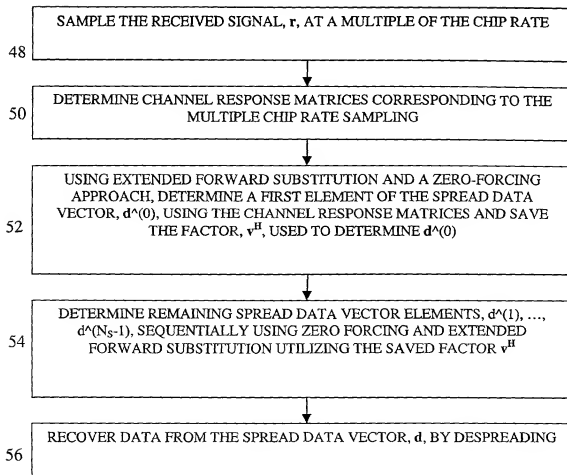 SAMPLE THE RECEIVED SIGNAL, r, AT A MULTIPLE OF THE CHIP RATE
48
DETERMINE CHANNEL RESPONSE MATRICES CORRESPONDING TO THE
MULTIPLE CHIP RATE SAMPLING
50
USING EXTENDED FORWARD SUBSTITUTION AND A ZERO-FORCING
APPROACH, DETERMINE A FIRST ELEMENT OF THE SPREAD DATA
VECTOR, d^(0), USING THE CHANNEL RESPONSE MATRICES AND SAVE
THE FACTOR, v^H, USED TO DETERMINE d^(0)
52
DETERMINE REMAINING SPREAD DATA VECTOR ELEMENTS, d^(1), ...,
d^(N_S-1), SEQUENTIALLY USING ZERO FORCING AND EXTENDED
FORWARD SUBSTITUTION UTILIZING THE SAVED FACTOR v^H
54
RECOVER DATA FROM THE SPREAD DATA VECTOR, d, BY DESPREADING
56